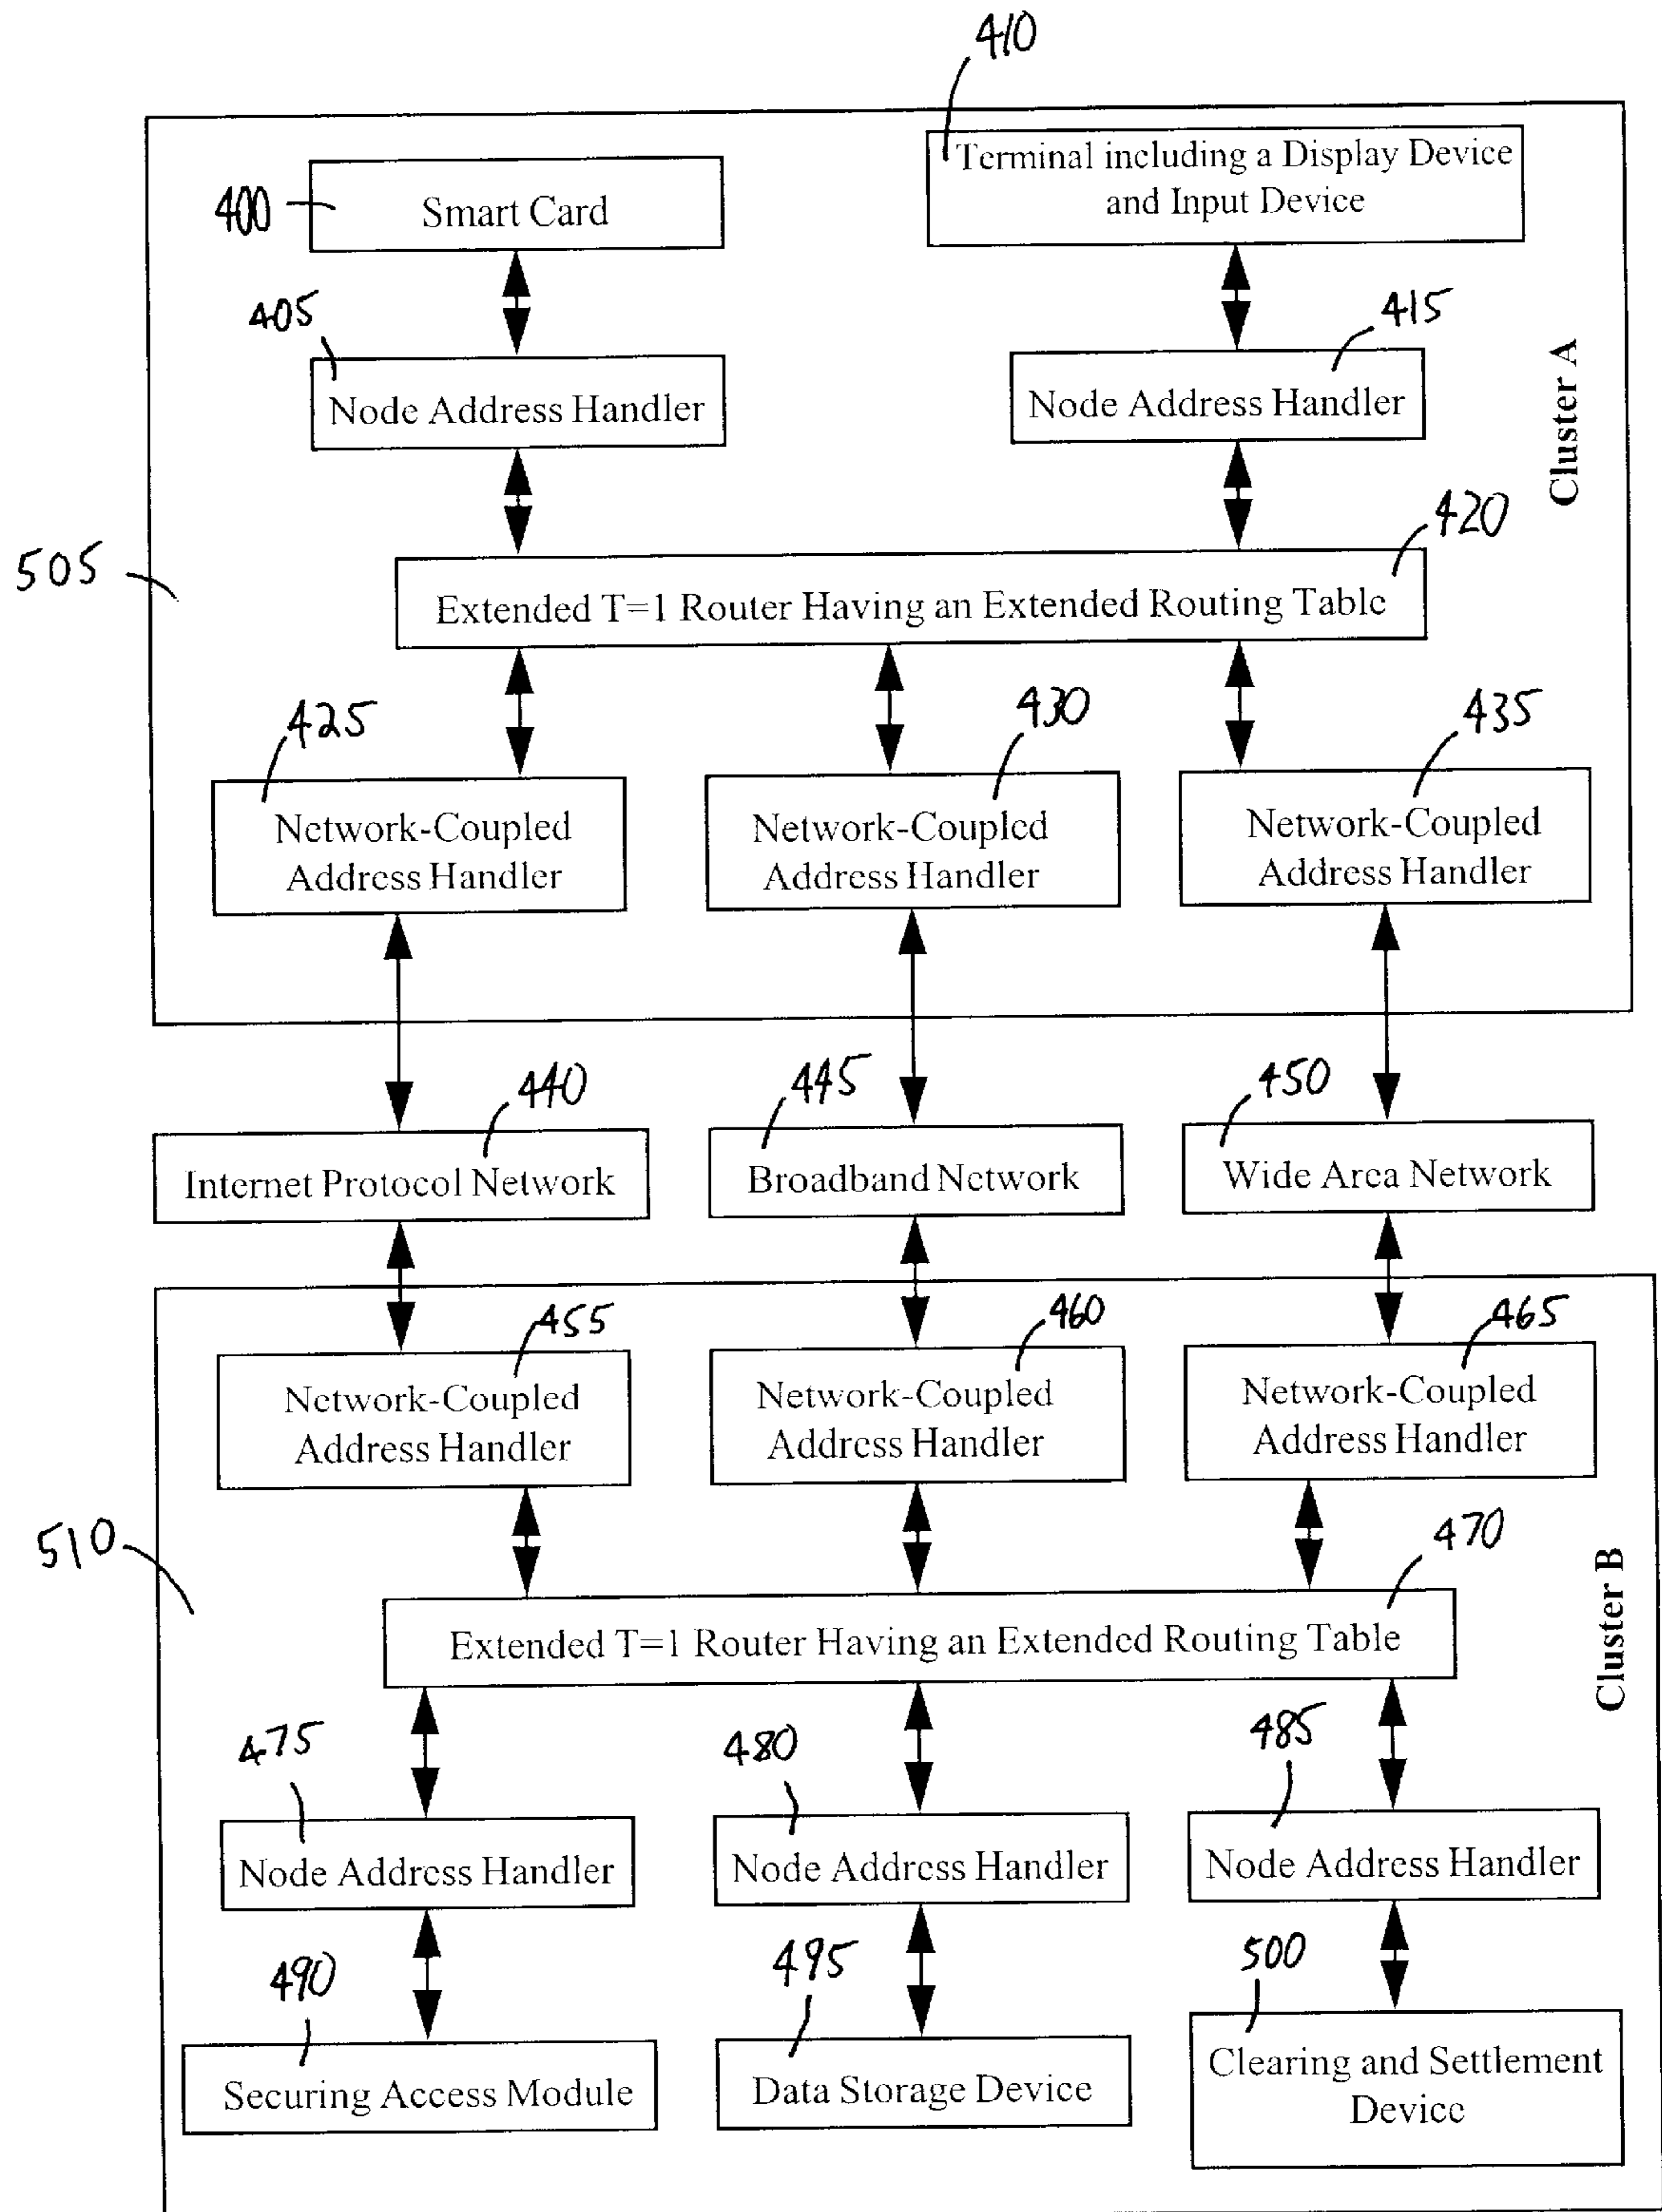 410
Terminal including a Display Device
and Input Device
400
Smart Card
405
415
Node Address Handler
Node Address Handler
Cluster A
420
505
Extended T=1 Router Having an Extended Routing Table
425
430
435
Network-Coupled
Address Handler
Network-Coupled
Address Handler
Network-Coupled
Address Handler
440
445
450
Internet Protocol Network
Broadband Network
Wide Area Network
455
460
465
Network-Coupled
Address Handler
Network-Coupled
Address Handler
Network-Coupled
Address Handler
510
470
Extended T=1 Router Having an Extended Routing Table
Cluster B
475
480
485
Node Address Handler
Node Address Handler
Node Address Handler
490
495
500
Securing Access Module
Data Storage Device
Clearing and Settlement
Device